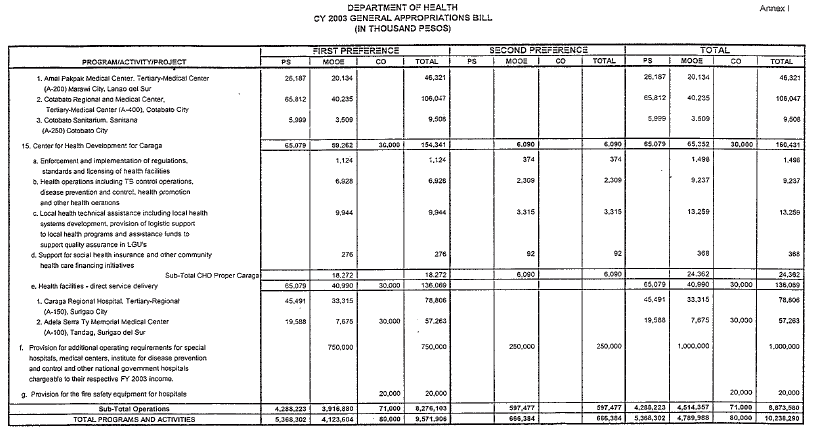 DEPARTMENT OF HEALTH
Annex I
CY 2003 GENERAL APPROPRIATIONS BILL
(IN THOUSAND PESOS)
FIRST PREFERENCE SECOND PREFERENCE TOTAL
PROGRAM/ACTIVITY/PROJECT PS MOOE CO TOTAL PS MOOE CO TOTAL PS MOOE CO TOTAL
1. Amai Pakpak Medical Center, Tertiary-Medical Center 26,187 20,134 46,321 26,187 20,134 46,321
(A-200) Marawi City, Lanao del Sur
2. Cotabato Regional and Medical Center, 65,812 40,235 106,047 65,812 40,235 106,047
Tertiary-Medical Center (A-400), Cotabato City
3. Cotobato Sanitarium, Sanitaria 5,999 3,509 9,508 5,999 3,509 9,508
(A-250) Cotobato City
15. Center for Health Development for Caraga 65,079 59,262 30,000 154,341 6,090 6,090 65,079 65,352 30,000 160,431
a. Enforcement and implementation of regulations, 1,124 1,124 374 374 1,498 1,498
standards and licensing of health facilities
b. Health operations including TB control operations, 6,928 6,928 2,309 2,309 9,237 9,237
disease prevention and control, health promotion
and other health oerations
c. Local health technical assistance including local health 9,944 9,944 3,315 3,315 13,259 13,259
systems development, provision of logistic support
to local health programs and assistance funds to
support quality assurance in LGU's
d. Support for social health insurance and other community 276 276 92 92 368 368
health care financing initiatives
Sub-Total CHD Proper Caraga 18,272 18,272 6,090 6,090 24,362 24,362
e. Health facilities - direct service delivery 65,079 40,990 30,000 136,069 65,079 40,990 30,000 136,069
1. Caraga Regional Hospital, Tertiary-Regional 45,491 33,315 78,806 45,491 33,315 78,806
(A-150), Surigao City
2. Adela Serra Ty Memorial Medical Center 19,588 7,675 30,000 57,263 19,588 7,675 30,000 57,263
(A-100), Tandag, Surigao del Sur
f. Provision for additional operating requirements for special 750,000 750,000 250,000 250,000 1,000,000 1,000,000
hospitals, medical centers, institute for disease prevention
and control and other national government hospitals
chargeable to their respective FY 2003 income.
g. Provision for the fire safety equipment for hospitals 20,000 20,000 20,000 20,000
Sub-Total Operations 4,288,223 3,916,880 71,000 8,276,103 597,477 597,477 4,288,223 4,514,357 71,000 8,873,580
TOTAL PROGRAMS AND ACTIVITIES 5,368,302 4,123,604 80,000 9,571,906 666,384 666,384 5,368,302 4,789,988 80,000 10,238,290